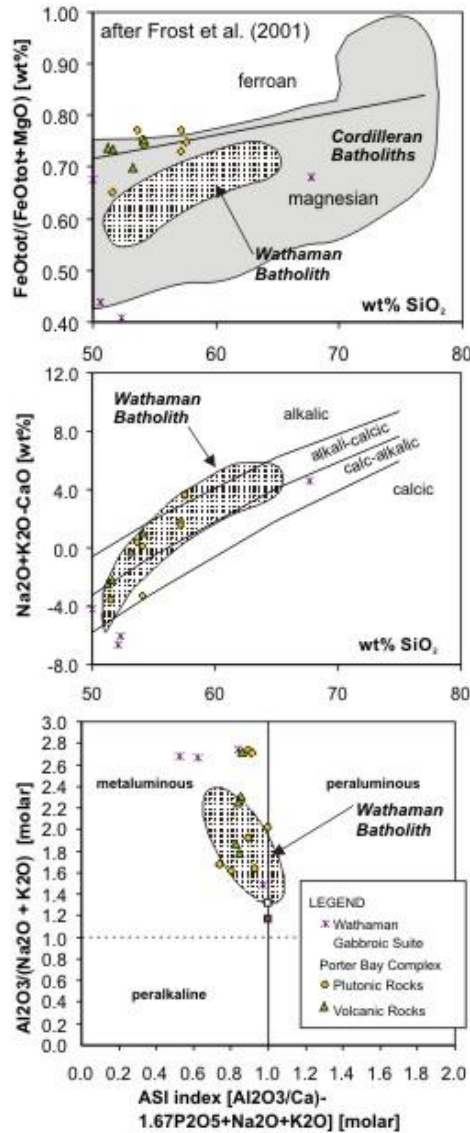 after Frost et al. (2001)
FeOtot/(FeOtot+MgO) [wt%]
1.00
0.90
0.80
0.70
0.60
0.50
0.40
ferroan
Cordilleran
Batholiths
magnesian
Wathaman
Batholith
wt% SiO₂
50 60 70 80
Na2O+K2O-CaO [wt%]
12.0
8.0
4.0
0.0
-4.0
-8.0
Wathaman
Batholith
alkalic
alkali-calcic
calc-alkalic
calcic
wt% SiO₂
50 60 70 80
Al2O3/(Na2O + K2O) [molar]
3.0
2.8
2.6
2.4
2.2
2.0
1.8
1.6
1.4
1.2
1.0
0.8
0.6
0.4
0.2
0.0
metaluminous
peraluminous
Wathaman
Batholith
peralkaline
LEGEND
Wathaman
Gabbroic Suite
Porter Bay Complex
Plutonic Rocks
Volcanic Rocks
0.0 0.2 0.4 0.6 0.8 1.0 1.2 1.4 1.6 1.8 2.0
ASI index [Al2O3/Ca)-
1.67P2O5+Na2O+K2O] [molar]